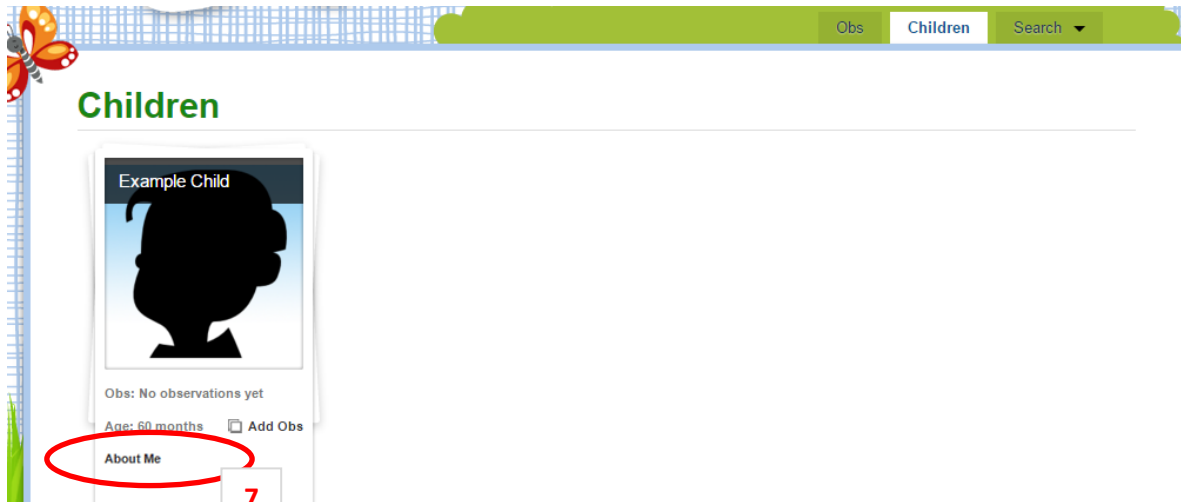 Obs Children Search
Children
Example Child
Obs: No observations yet
Age: 60 months Add Obs
About Me
7